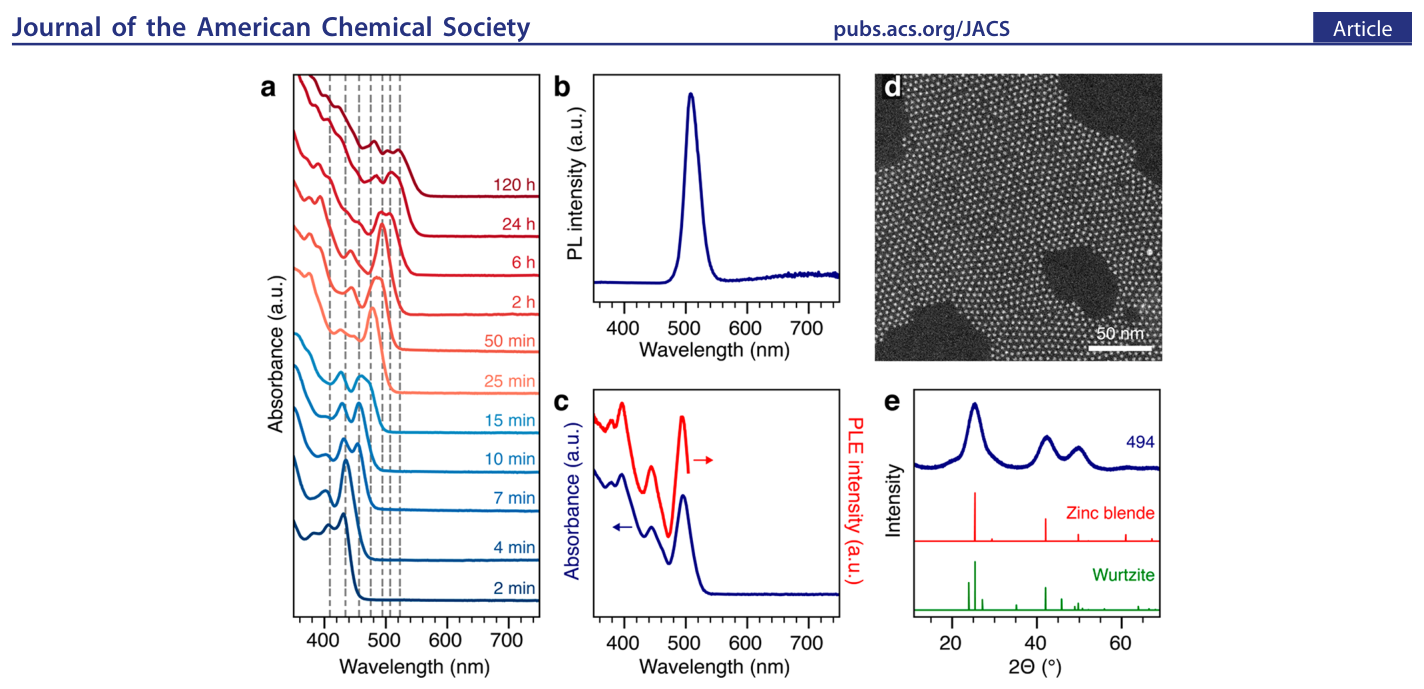 Journal of the American Chemical Society
pubs.acs.org/JACS
Article
a
Absorbance (a.u.)
120 h
24 h
6 h
2 h
50 min
25 min
15 min
10 min
7 min
4 min
2 min
400 500 600 700
Wavelength (nm)
b
PL intensity (a.u.)
400 500 600 700
Wavelength (nm)
c
Absorbance (a.u.)
PLE intensity (a.u.)
400 500 600 700
Wavelength (nm)
d
50 nm
e
Intensity
494
Zinc blende
Wurtzite
20 40 60
2Θ (°)